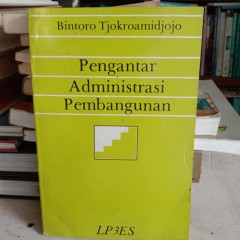 Bintoro Tjokroamidjojo
Pengantar
Administrasi
Pembangunan
LP3ES